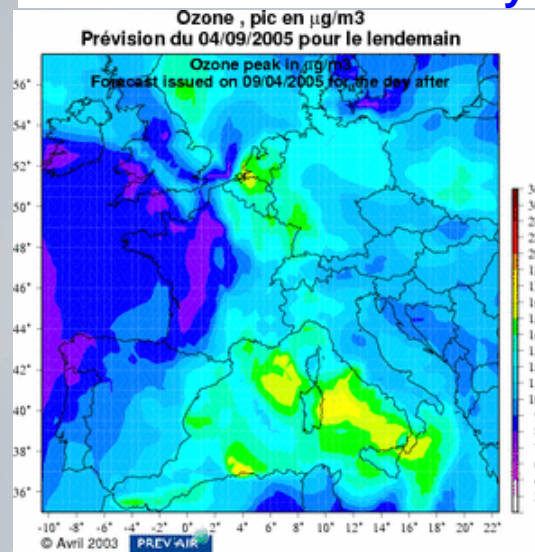 Ozone , pic en µg/m3
Prévision du 04/09/2005 pour le lendemain
Ozone peak in µg/m3
Forecast issued on 09/04/2005 for the day after
56°
54°
52°
50°
48°
46°
44°
42°
40°
38°
36°
-10° -8° -6° -4° -2° 0° 2° 4° 6° 8° 10° 12° 14° 16° 18° 20° 22°
© Avril 2003 PREV'AIR